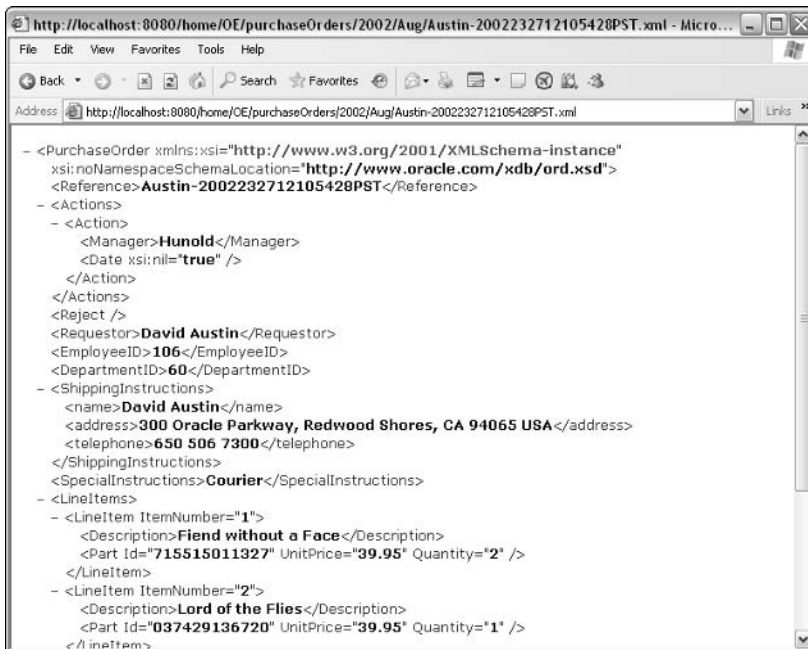 http://localhost:8080/home/OE/purchaseOrders/2002/Aug/Austin-2002232712105428PST.xml - Micro...
File Edit View Favorites Tools Help
Back Search Favorites
Address http://localhost:8080/home/OE/purchaseOrders/2002/Aug/Austin-2002232712105428PST.xml Links »
- <PurchaseOrder xmlns:xsi="http://www.w3.org/2001/XMLSchema-instance"
xsi:noNamespaceSchemaLocation="http://www.oracle.com/xdb/ord.xsd">
<Reference>Austin-2002232712105428PST</Reference>
- <Actions>
- <Action>
<Manager>Hunold</Manager>
<Date xsi:nil="true" />
</Action>
</Actions>
<Reject />
<Requestor>David Austin</Requestor>
<EmployeeID>106</EmployeeID>
<DepartmentID>60</DepartmentID>
- <ShippingInstructions>
<name>David Austin</name>
<address>300 Oracle Parkway, Redwood Shores, CA 94065 USA</address>
<telephone>650 506 7300</telephone>
</ShippingInstructions>
<SpecialInstructions>Courier</SpecialInstructions>
- <LineItems>
- <LineItem ItemNumber="1">
<Description>Fiend without a Face</Description>
<Part Id="715515011327" UnitPrice="39.95" Quantity="2" />
</LineItem>
- <LineItem ItemNumber="2">
<Description>Lord of the Flies</Description>
<Part Id="037429136720" UnitPrice="39.95" Quantity="1" />
</LineItem>